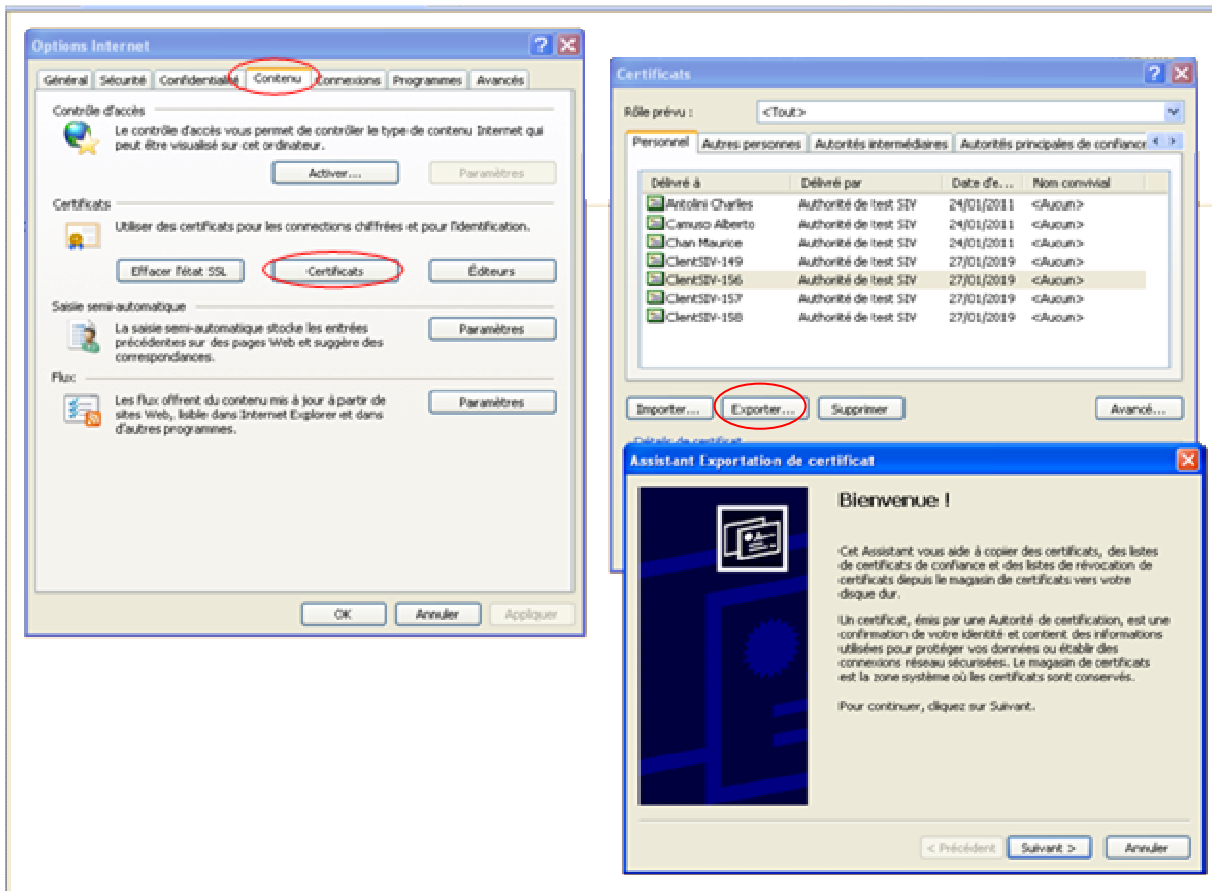 Options Internet
Général Sécurité Confidentialité Contenu Connexions Programmes Avancés
Contrôle d'accès
Le contrôle d'accès vous permet de contrôler le type de contenu Internet qui
peut être visualisé sur cet ordinateur.
Activer... Paramètres
Certificats
Utiliser des certificats pour les connections chiffrées et pour l'identification.
Effacer l'état SSL Certificats Éditeurs
Saisie semi-automatique
La saisie semi-automatique stocke les entrées
précédentes sur des pages Web et suggère des
correspondances.
Paramètres
Flux
Les flux offrent du contenu mis à jour à partir de
sites Web, lisible dans Internet Explorer et dans
d'autres programmes.
Paramètres
OK Annuler Appliquer
Certificats
Rôle prévu : <Tout>
Personnel Autres personnes Autorités intermédiaires Autorités principales de confiance
Délivré à Délivré par Date d'e... Nom convivial
Antolini Charlles Authorité de test SIV 24/01/2011 <Aucun>
Camuso Alberto Authorité de test SIV 24/01/2011 <Aucun>
Chan Maurice Authorité de test SIV 24/01/2011 <Aucun>
ClientSIV-149 Authorité de test SIV 27/01/2019 <Aucun>
ClientSIV-156 Authorité de test SIV 27/01/2019 <Aucun>
ClientSIV-157 Authorité de test SIV 27/01/2019 <Aucun>
ClientSIV-158 Authorité de test SIV 27/01/2019 <Aucun>
Importer... Exporter... Supprimer Avancé...
Détails de certificat
Assistant Exportation de certificat
Bienvenue !
Cet Assistant vous aide à copier des certificats, des listes
de certificats de confiance et des listes de révocation de
certificats depuis le magasin de certificats vers votre
disque dur.
Un certificat, émis par une Autorité de certification, est une
confirmation de votre identité et contient des informations
utilisées pour protéger vos données ou établir des
connexions réseau sécurisées. Le magasin de certificats
est la zone système où les certificats sont conservés.
Pour continuer, cliquez sur Suivant.
< Précédent Suivant > Annuler